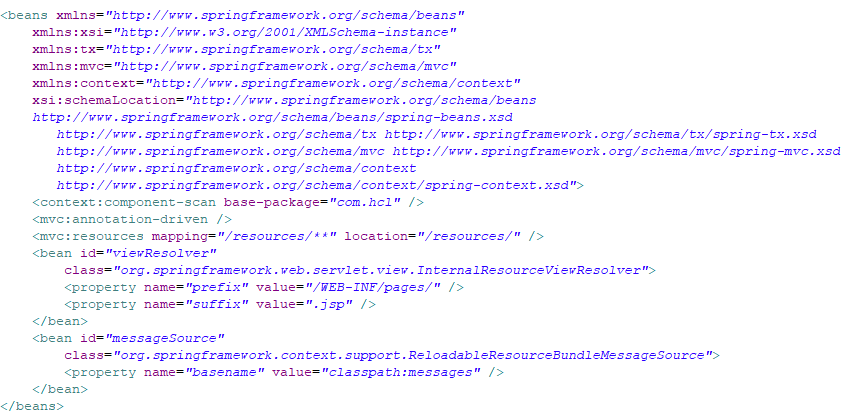 <beans xmlns="http://www.springframework.org/schema/beans"
    xmlns:xsi="http://www.w3.org/2001/XMLSchema-instance"
    xmlns:tx="http://www.springframework.org/schema/tx"
    xmlns:mvc="http://www.springframework.org/schema/mvc"
    xmlns:context="http://www.springframework.org/schema/context"
    xsi:schemaLocation="http://www.springframework.org/schema/beans
    http://www.springframework.org/schema/beans/spring-beans.xsd
       http://www.springframework.org/schema/tx http://www.springframework.org/schema/tx/spring-tx.xsd
       http://www.springframework.org/schema/mvc http://www.springframework.org/schema/mvc/spring-mvc.xsd
       http://www.springframework.org/schema/context
       http://www.springframework.org/schema/context/spring-context.xsd">
    <context:component-scan base-package="com.hcl" />
    <mvc:annotation-driven />
    <mvc:resources mapping="/resources/**" location="/resources/" />
    <bean id="viewResolver"
        class="org.springframework.web.servlet.view.InternalResourceViewResolver">
        <property name="prefix" value="/WEB-INF/pages/" />
        <property name="suffix" value=".jsp" />
    </bean>
    <bean id="messageSource"
        class="org.springframework.context.support.ReloadableResourceBundleMessageSource">
        <property name="basename" value="classpath:messages" />
    </bean>
</beans>